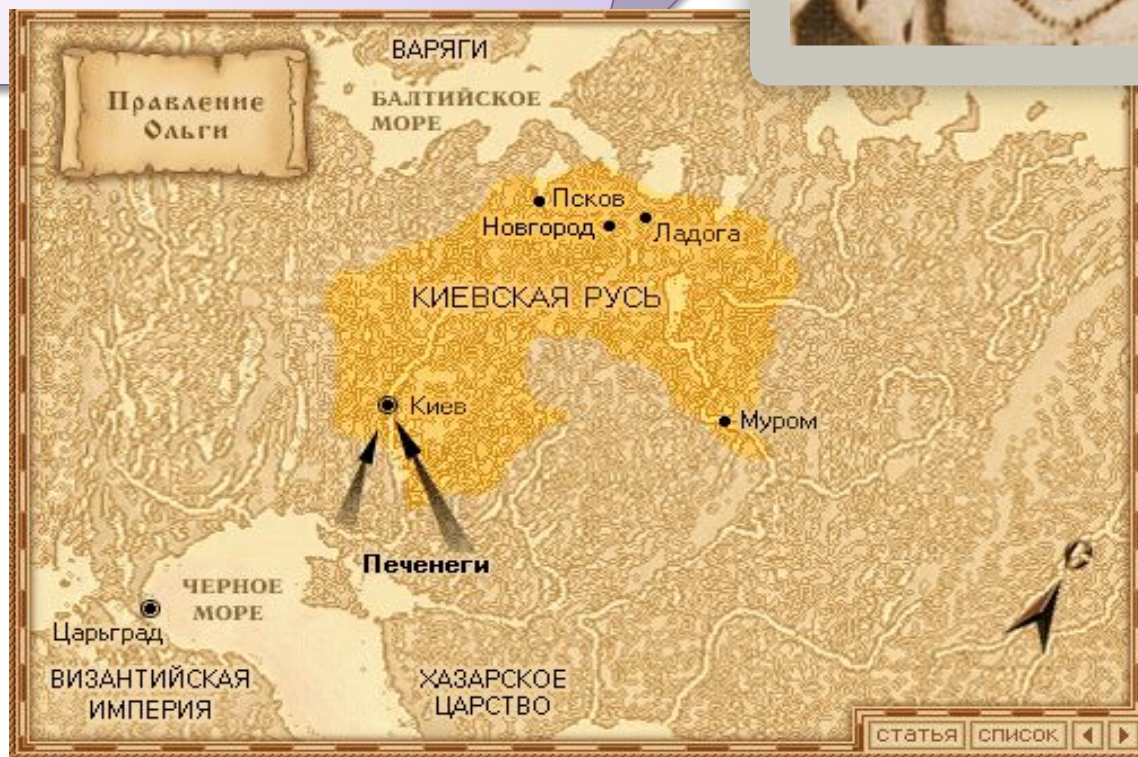 ВАРЯГИ
Правление
Ольги
БАЛТИЙСКОЕ
МОРЕ
Псков
Новгород
Ладога
КИЕВСКАЯ РУСЬ
Киев
Муром
Печенеги
С
ЧЕРНОЕ
МОРЕ
Царьград
ВИЗАНТИЙСКАЯ
ИМПЕРИЯ
ХАЗАРСКОЕ
ЦАРСТВО
статья список